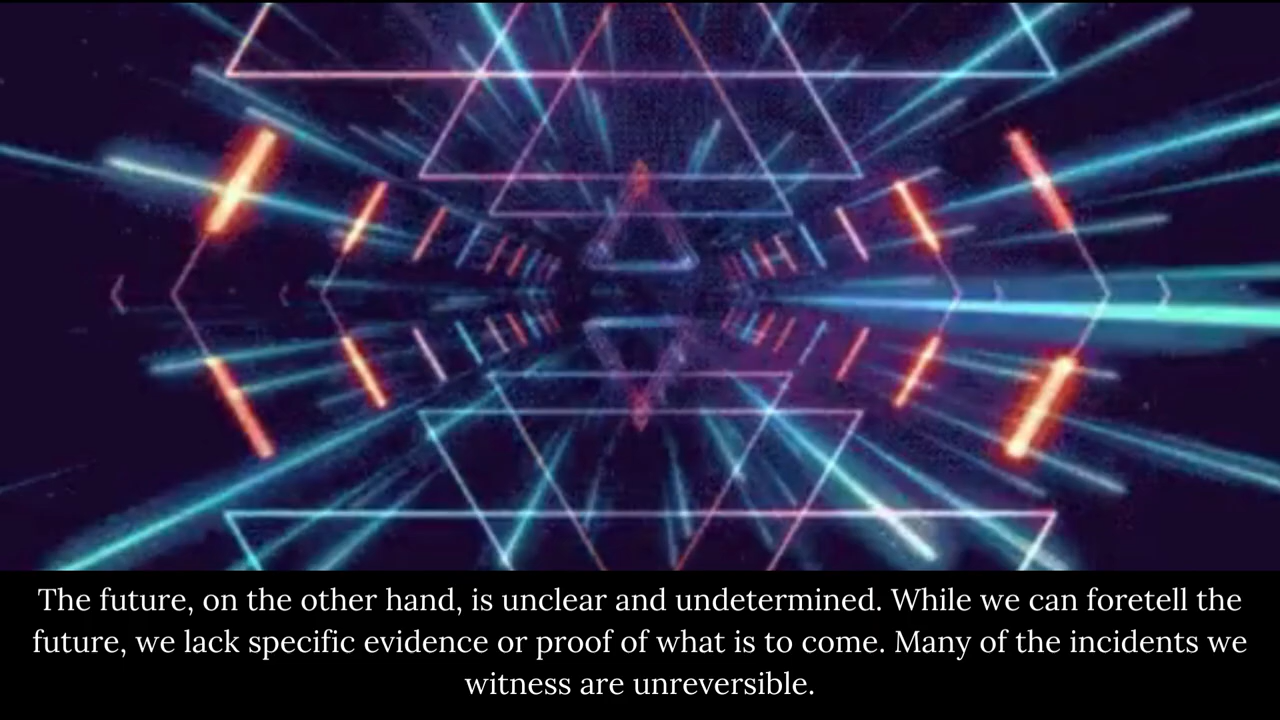 The future, on the other hand, is unclear and undetermined. While we can foretell the
future, we lack specific evidence or proof of what is to come. Many of the incidents we
witness are unreversible.